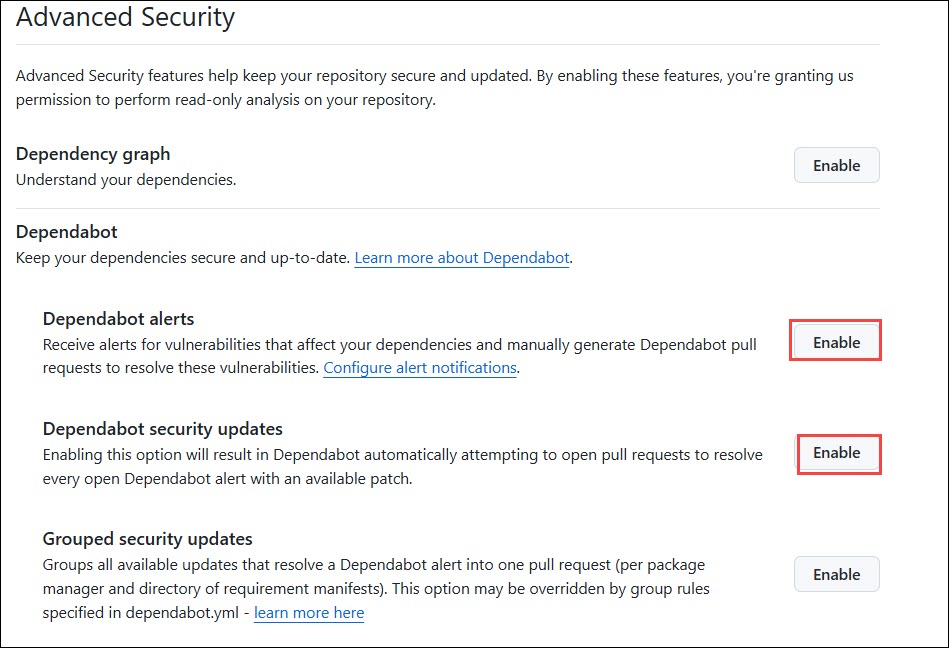 Advanced Security
Advanced Security features help keep your repository secure and updated. By enabling these features, you're granting us
permission to perform read-only analysis on your repository.
Dependency graph
Understand your dependencies.
Enable
Dependabot
Keep your dependencies secure and up-to-date. Learn more about Dependabot.
Dependabot alerts
Receive alerts for vulnerabilities that affect your dependencies and manually generate Dependabot pull
requests to resolve these vulnerabilities. Configure alert notifications.
Enable
Dependabot security updates
Enabling this option will result in Dependabot automatically attempting to open pull requests to resolve
every open Dependabot alert with an available patch.
Enable
Grouped security updates
Groups all available updates that resolve a Dependabot alert into one pull request (per package
manager and directory of requirement manifests). This option may be overridden by group rules
specified in dependabot.yml - learn more here
Enable